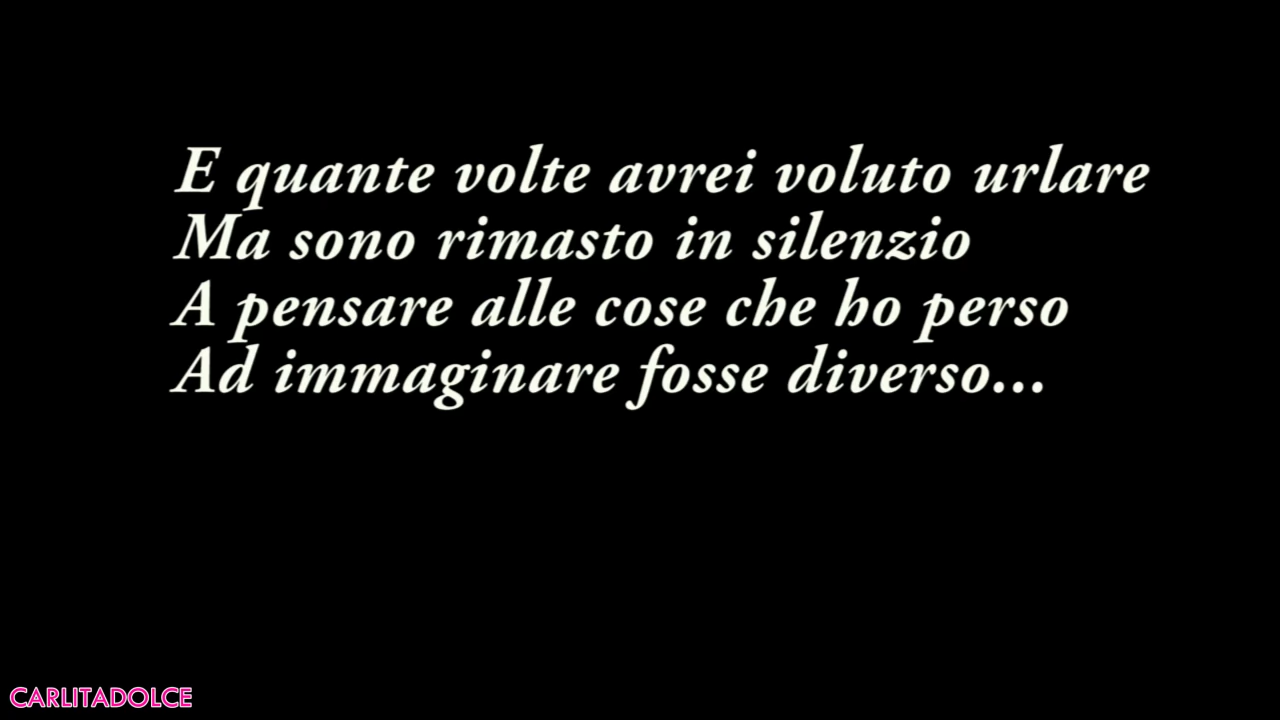 E quante volte avrei voluto urlare
Ma sono rimasto in silenzio
A pensare alle cose che ho perso
Ad immaginare fosse diverso...
CARLITADOLCE